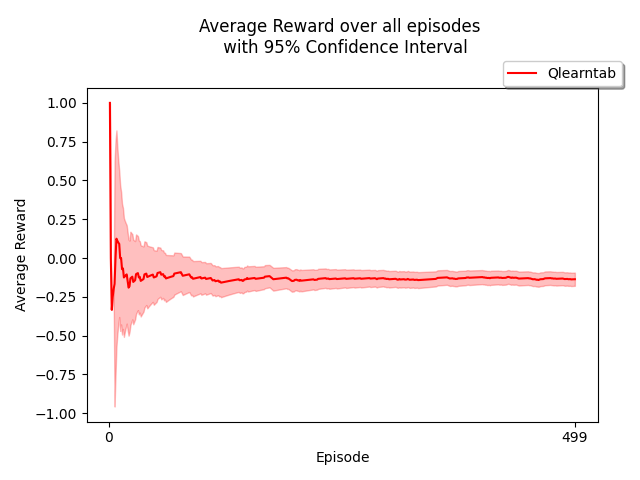 Average Reward over all episodes
with 95% Confidence Interval
Qlearntab
1.00
0.75
0.50
0.25
0.00
−0.25
−0.50
−0.75
−1.00
Average Reward
0
499
Episode